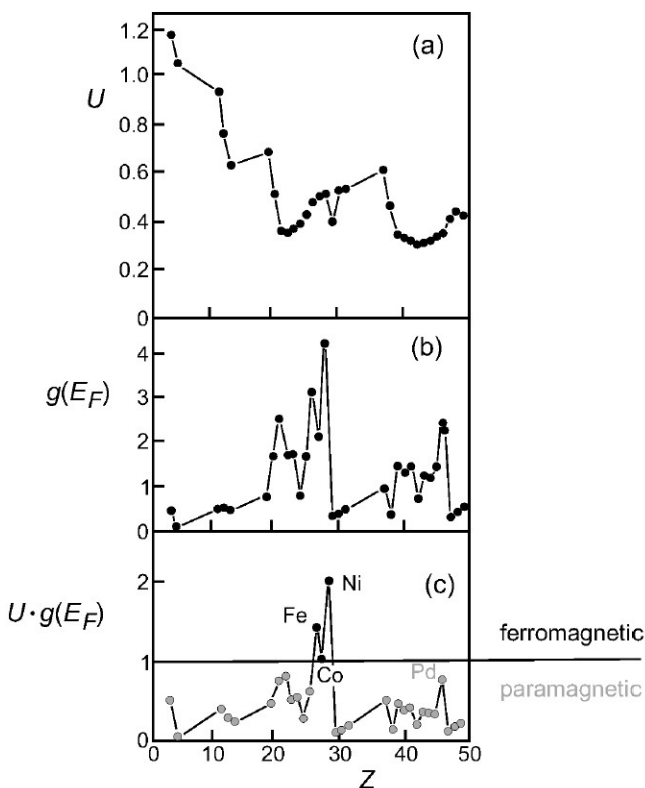 (a)
1.2
1.0
U
0.8
0.6
0.4
0.2
0
(b)
4
g(E_F)
3
2
1
0
(c)
2
Ni
U·g(E_F)
Fe
ferromagnetic
1
Co
Pd
paramagnetic
0
0 10 20 30 40 50
Z